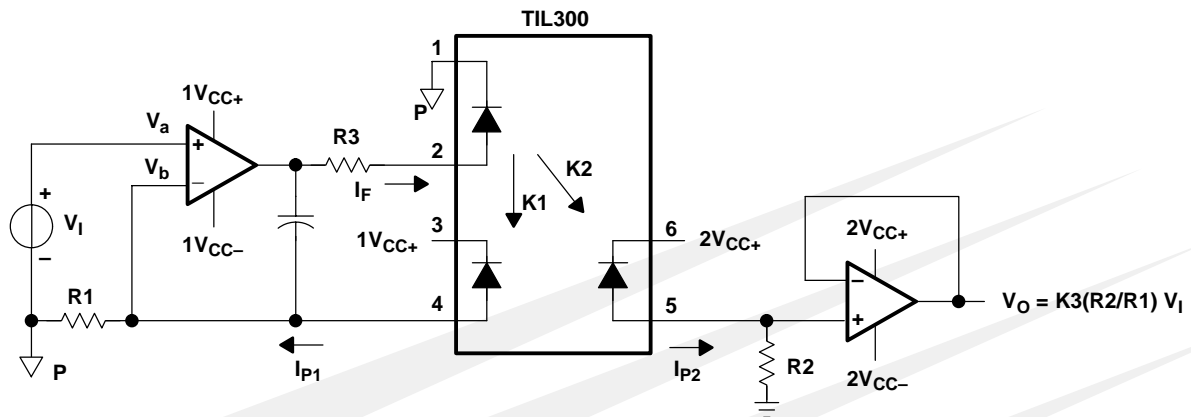 TIL300
1
P
1VCC+
Va
R3
K2
2
Vb
IF
K1
VI
+
−
+
−
1VCC−
3
1VCC+
6
2VCC+
2VCC+
−
+
R1
4
5
VO = K3(R2/R1) VI
P
IP1
IP2
R2
2VCC−